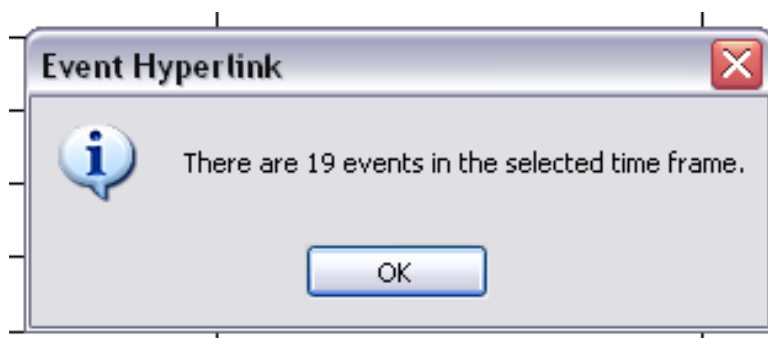 Event Hyperlink
There are 19 events in the selected time frame.
OK